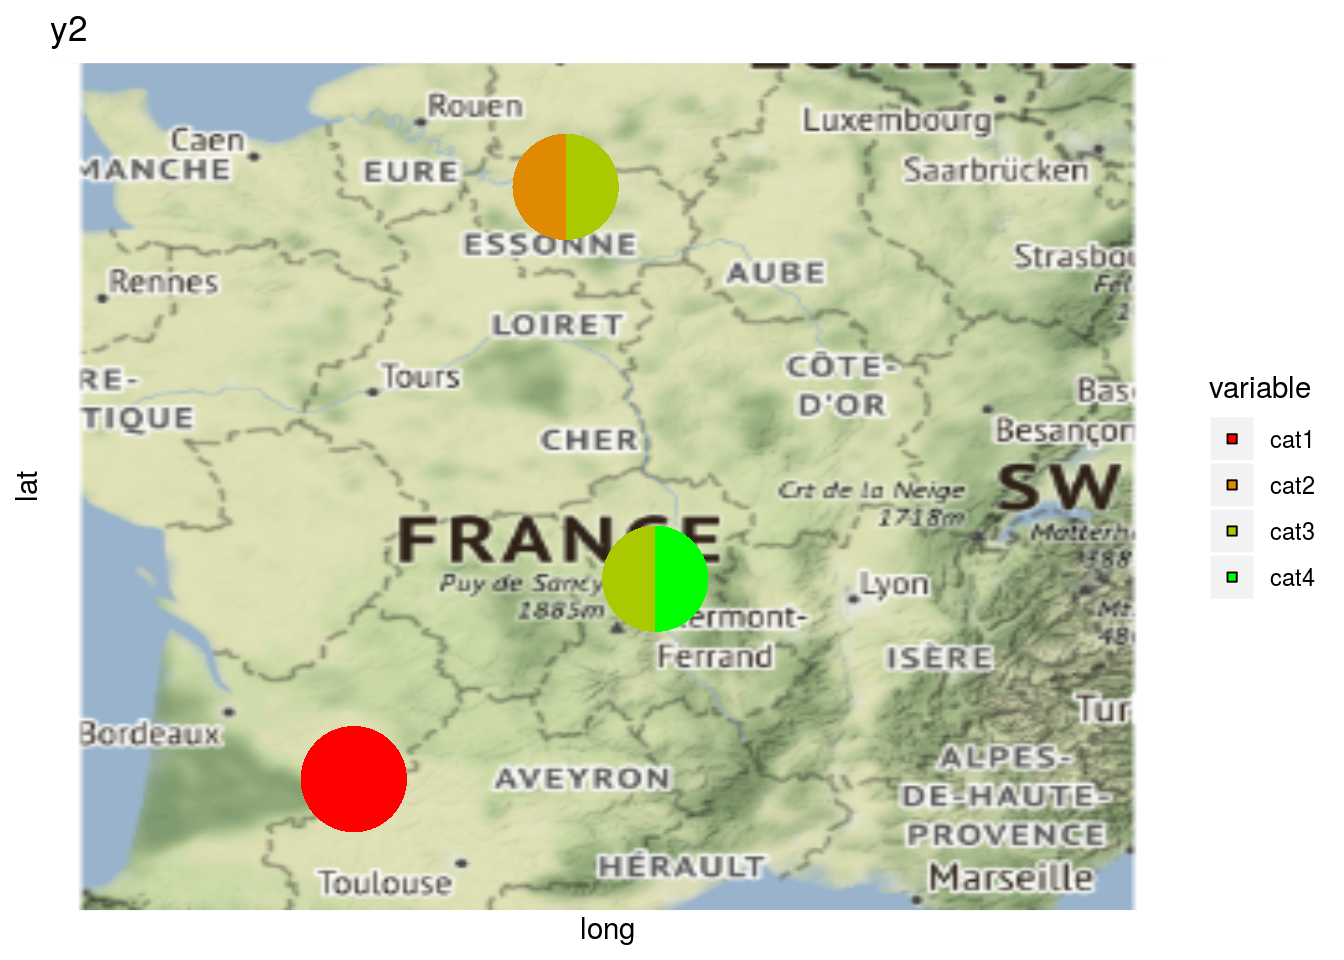 y2
Rouen
Luxembourg
Caen
MANCHE
EURE
Saarbrücken
ESSONNE
Strasbou
AUBE
Rennes
LOIRET
CÔTE-
D'OR
RE-
TIQUE
Tours
Bas
Besançon
CHER
Crt de la Neige
1718m
SW
FRANCE
Puy de Sancy
1885m
ermont-
Ferrand
Lyon
ISÈRE
Matterh
Mt.
Tur
Bordeaux
AVEYRON
ALPES-
DE-HAUTE-
PROVENCE
HÉRAULT
Toulouse
Marseille
lat
long
variable
cat1
cat2
cat3
cat4